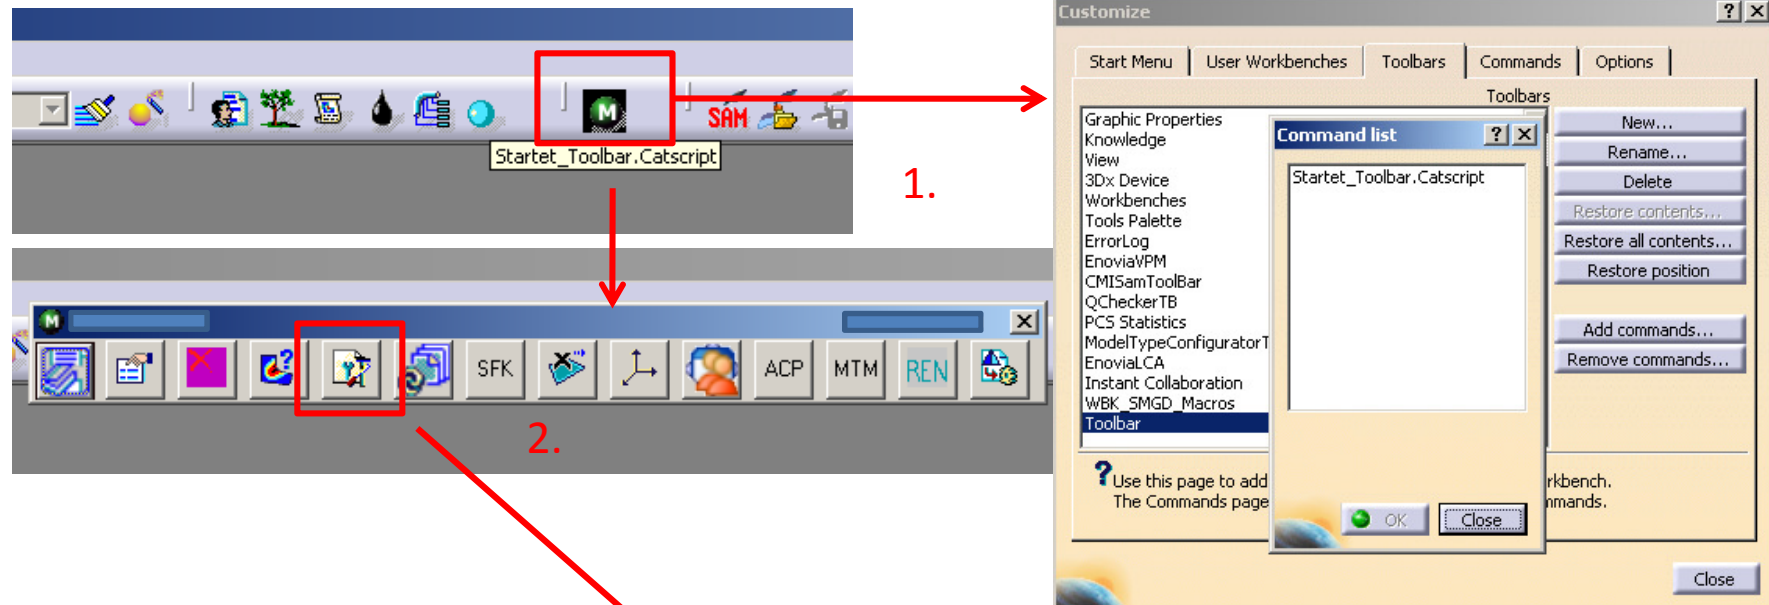 Customize
Start Menu
User Workbenches
Toolbars
Commands
Options
M
SAM
Startet_Toolbar.Catscript
1.
Toolbars
Graphic Properties
Knowledge
View
3Dx Device
Workbenches
Tools Palette
ErrorLog
EnoviaVPM
CMISamToolBar
QCheckerTB
PCS Statistics
ModelTypeConfiguratorT
EnoviaLCA
Instant Collaboration
WBK_SMGD_Macros
Toolbar
Command list
Startet_Toolbar.Catscript
OK
Close
New...
Rename...
Delete
Restore contents...
Restore all contents...
Restore position
Add commands...
Remove commands...
Use this page to add
rkbench.
The Commands page
mmands.
Close
M
SFK
ACP
MTM
REN
2.